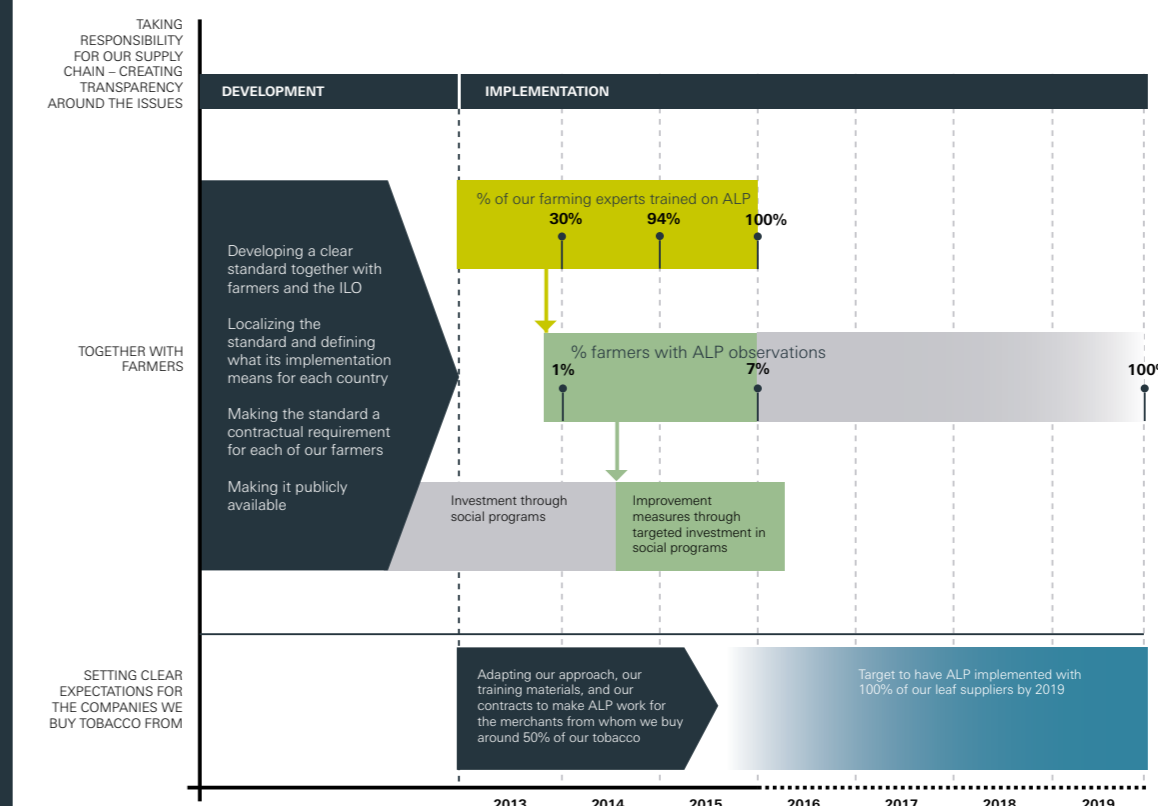 TAKING
RESPONSIBILITY
FOR OUR SUPPLY
CHAIN – CREATING
TRANSPARENCY
AROUND THE ISSUES
DEVELOPMENT
IMPLEMENTATION
% of our farming experts trained on ALP
30%
94%
100%
Developing a clear
standard together with
farmers and the ILO
Localizing the
standard and defining
what its implementation
means for each country
Making the standard a
contractual requirement
for each of our farmers
Making it publicly
available
TOGETHER WITH
FARMERS
% farmers with ALP observations
1%
7%
100%
Investment through
social programs
Improvement
measures through
targeted investment in
social programs
SETTING CLEAR
EXPECTATIONS FOR
THE COMPANIES WE
BUY TOBACCO FROM
Adapting our approach, our
training materials, and our
contracts to make ALP work for
the merchants from whom we buy
around 50% of our tobacco
Target to have ALP implemented with
100% of our leaf suppliers by 2019
2013 2014 2015 2016 2017 2018 2019